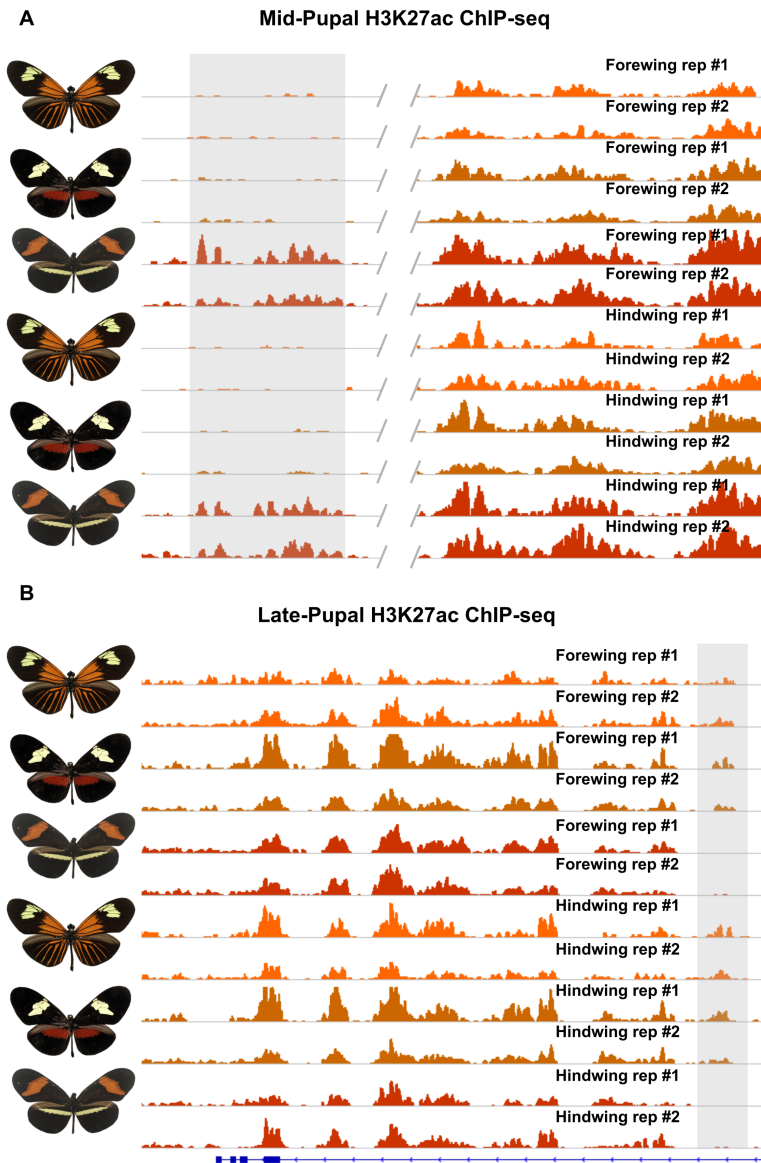 A
Mid-Pupal H3K27ac ChIP-seq
Forewing rep #1
Forewing rep #2
Forewing rep #1
Forewing rep #2
Forewing rep #1
Forewing rep #2
Hindwing rep #1
Hindwing rep #2
Hindwing rep #1
Hindwing rep #2
Hindwing rep #1
Hindwing rep #2
B
Late-Pupal H3K27ac ChIP-seq
Forewing rep #1
Forewing rep #2
Forewing rep #1
Forewing rep #2
Forewing rep #1
Forewing rep #2
Hindwing rep #1
Hindwing rep #2
Hindwing rep #1
Hindwing rep #2
Hindwing rep #1
Hindwing rep #2